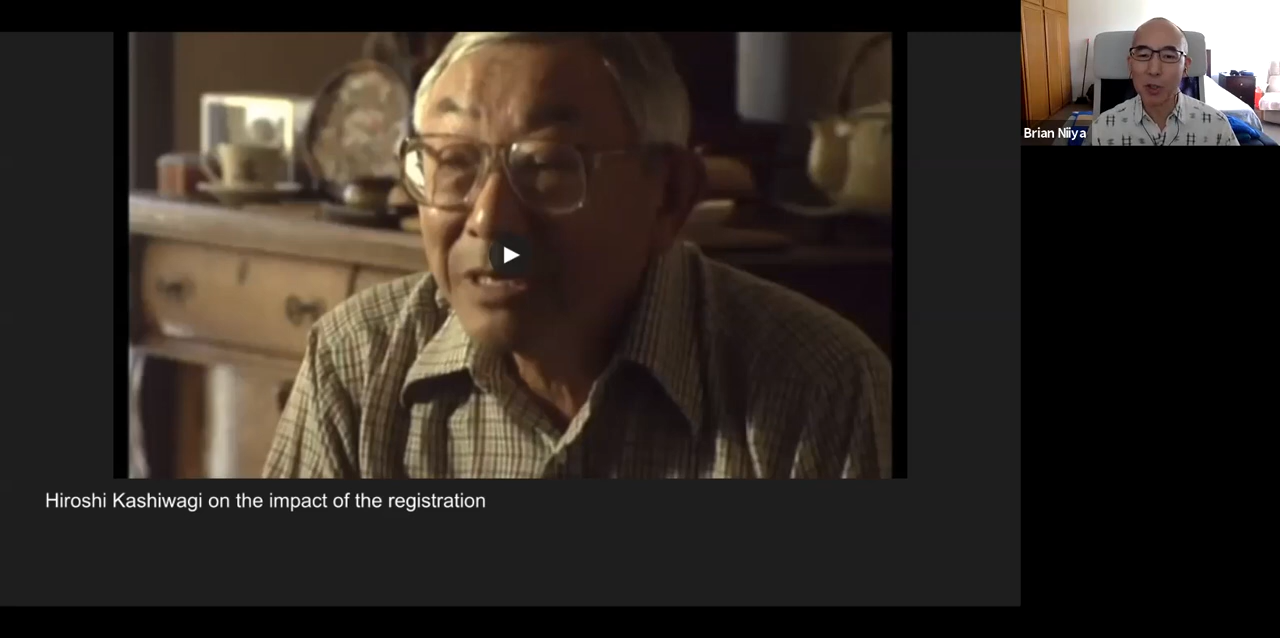 Brian Niiya
Hiroshi Kashiwagi on the impact of the registration